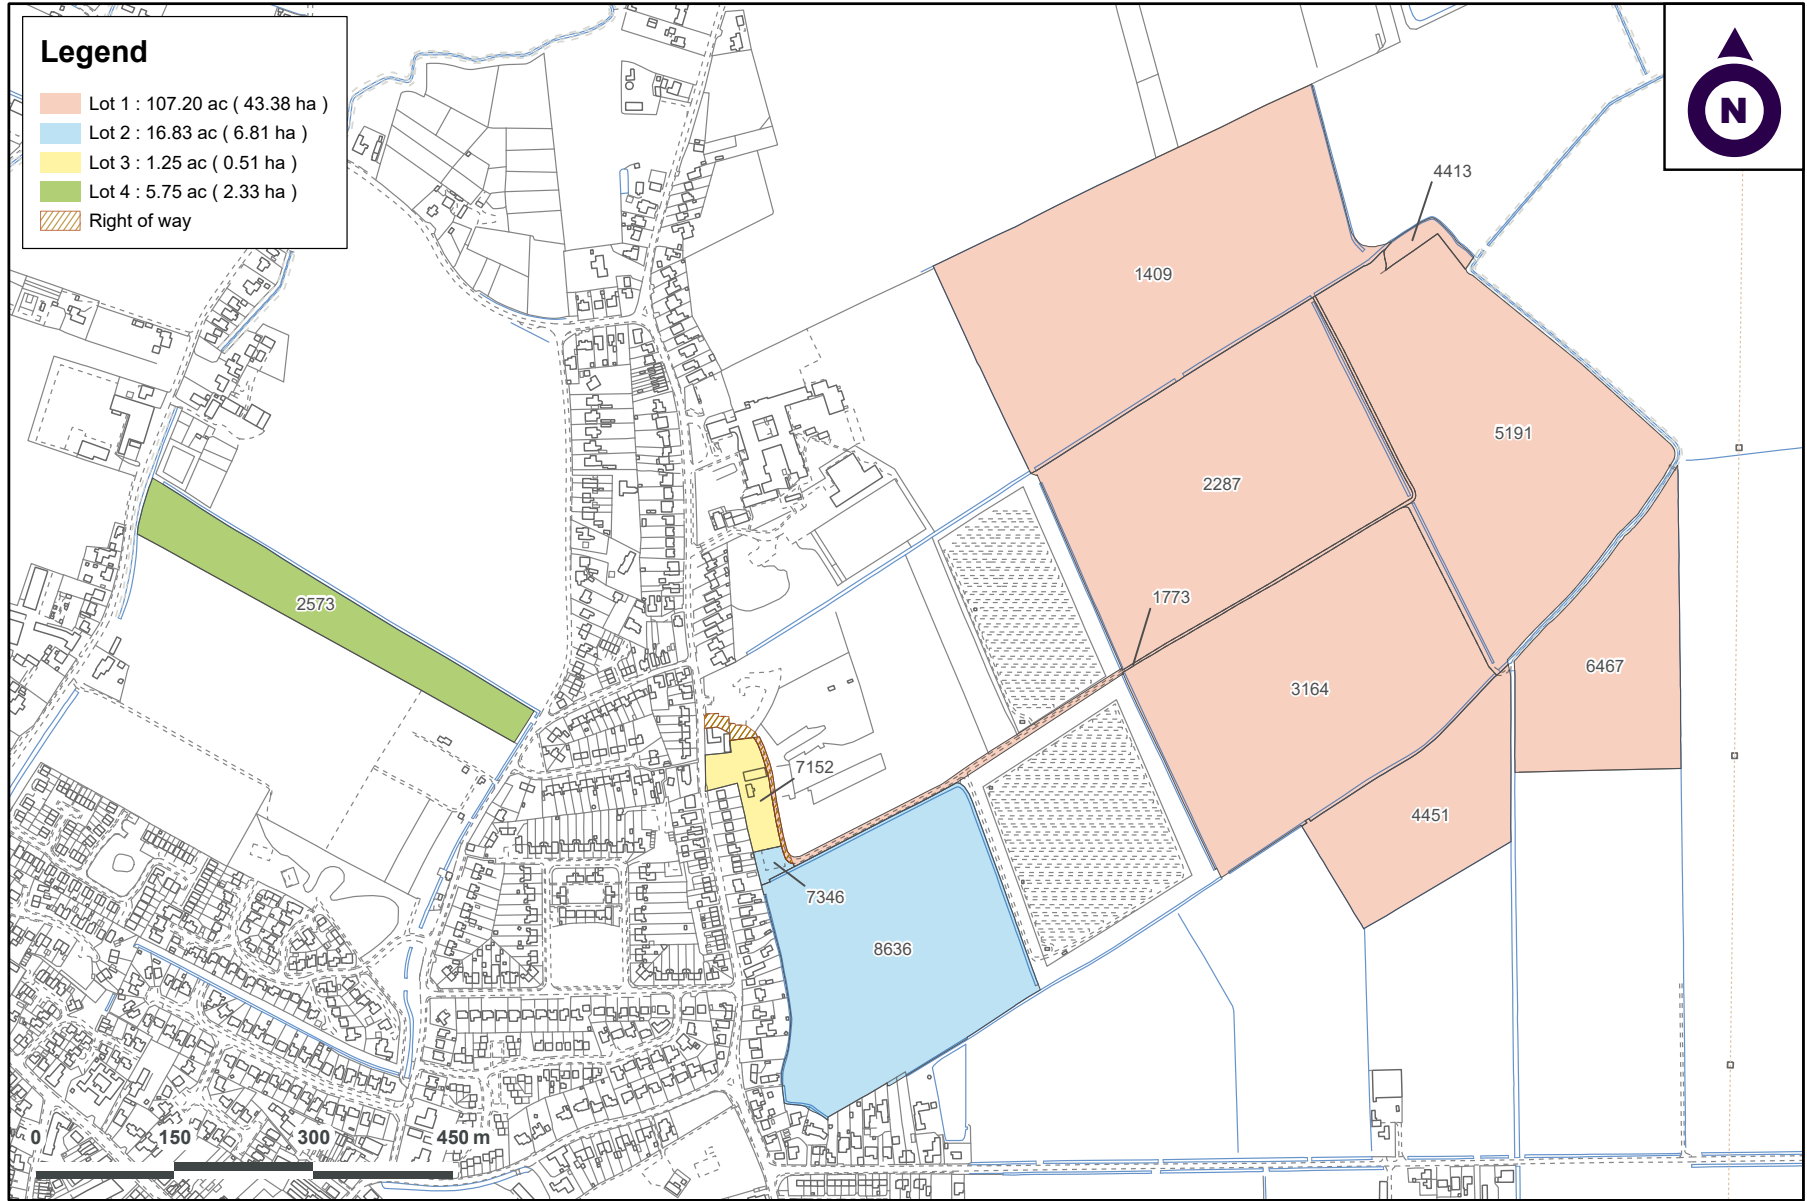 Legend
Lot 1 : 107.20 ac ( 43.38 ha )
Lot 2 : 16.83 ac ( 6.81 ha )
Lot 3 : 1.25 ac ( 0.51 ha )
Lot 4 : 5.75 ac ( 2.33 ha )
Right of way
N
4413
1409
5191
2287
2573
1773
6467
3164
7152
4451
7346
8636
0 150 300 450 m